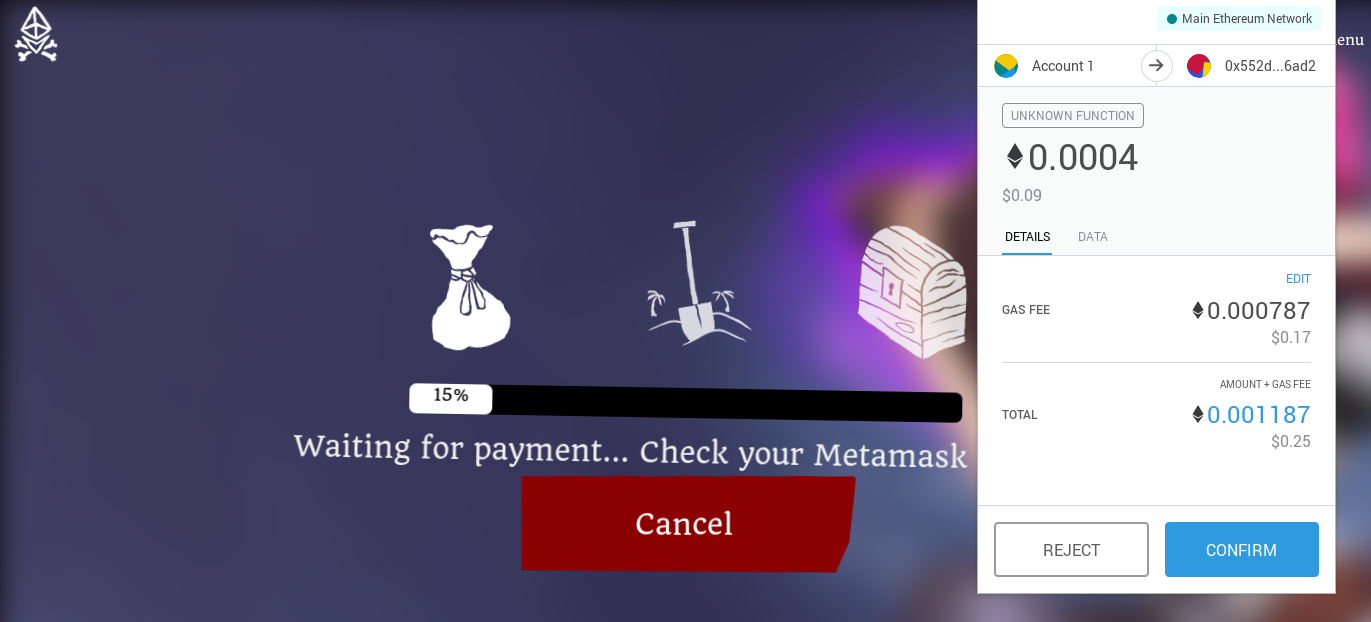 Main Ethereum Network
enu
Account 1
0x552d...6ad2
UNKNOWN FUNCTION
0.0004
$0.09
DETAILS DATA
EDIT
GAS FEE 0.000787
$0.17
AMOUNT + GAS FEE
TOTAL 0.001187
$0.25
REJECT CONFIRM
15%
Waiting for payment... Check your Metamask
Cancel